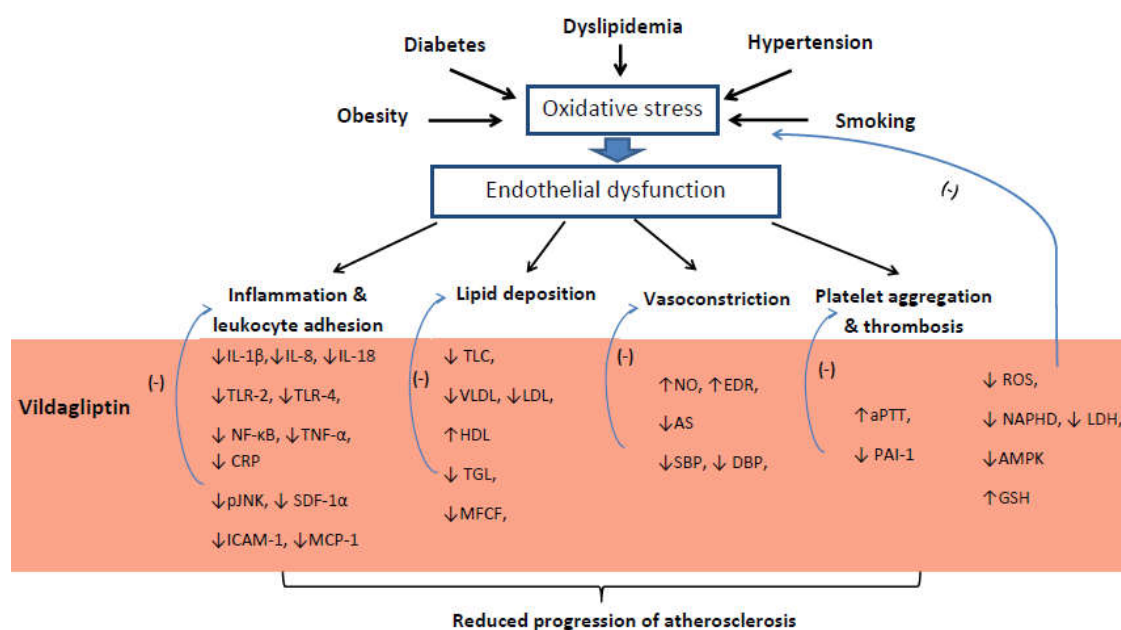 Dyslipidemia
Diabetes
Hypertension
Oxidative stress
Obesity
Smoking
Endothelial dysfunction
(-)
Inflammation &
leukocyte adhesion
Lipid deposition
Vasoconstriction
Platelet aggregation
& thrombosis
Vildagliptin
(-)
↓IL-1β,↓IL-8, ↓IL-18
↓TLR-2, ↓TLR-4,
↓ NF-κB, ↓TNF-α,
↓ CRP
↓pJNK, ↓ SDF-1α
↓ICAM-1, ↓MCP-1
(-)
↓ TLC,
↓VLDL, ↓LDL,
↑HDL
↓ TGL,
↓MFCF,
(-)
↑NO, ↑EDR,
↓AS
↓SBP, ↓ DBP,
(-)
↑aPTT,
↓ PAI-1
↓ ROS,
↓ NAPHD, ↓ LDH,
↓AMPK
↑GSH
Reduced progression of atherosclerosis